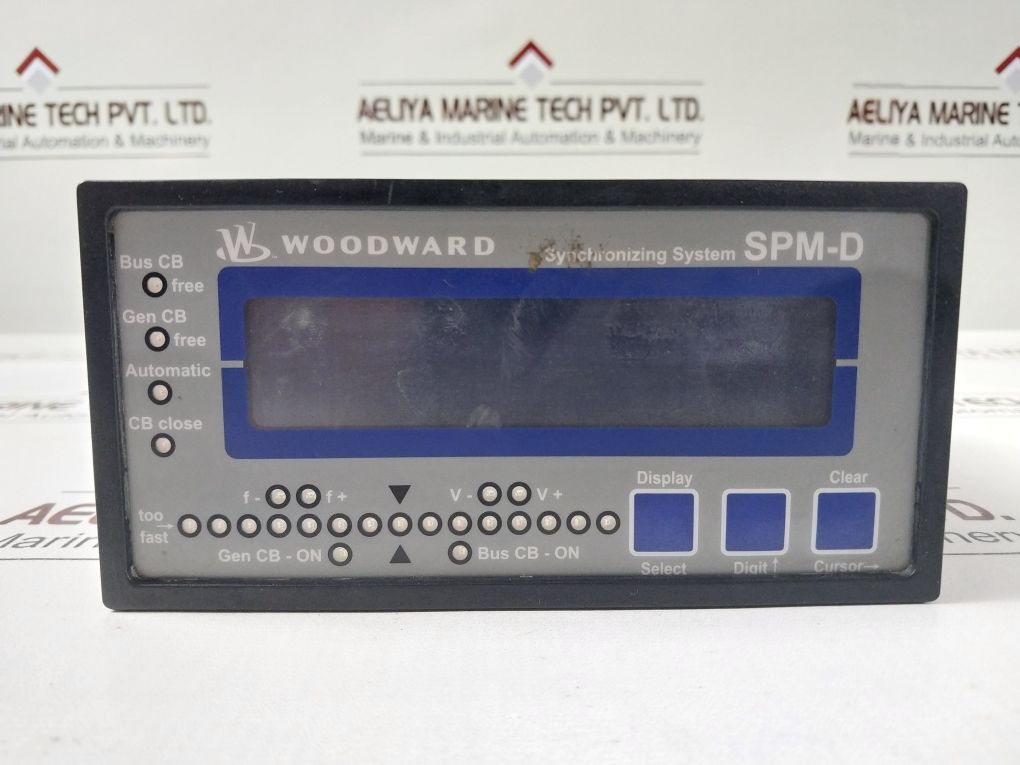 RINE TECH PVT. LTD.
strial Automation & Machinery
AELIYA MARINE TECH PVT. LTD.
Marine & Industrial Automation & Machinery
AELIYA MARINE
Marine & Industrial A
W WOODWARD
Synchronizing System SPM-D
Bus CB
free
Gen CB
free
Automatic
CB close
f - f +
V - V +
too → fast
Gen CB - ON
Bus CB - ON
Display
Clear
Select
Digit ↑
Cursor→